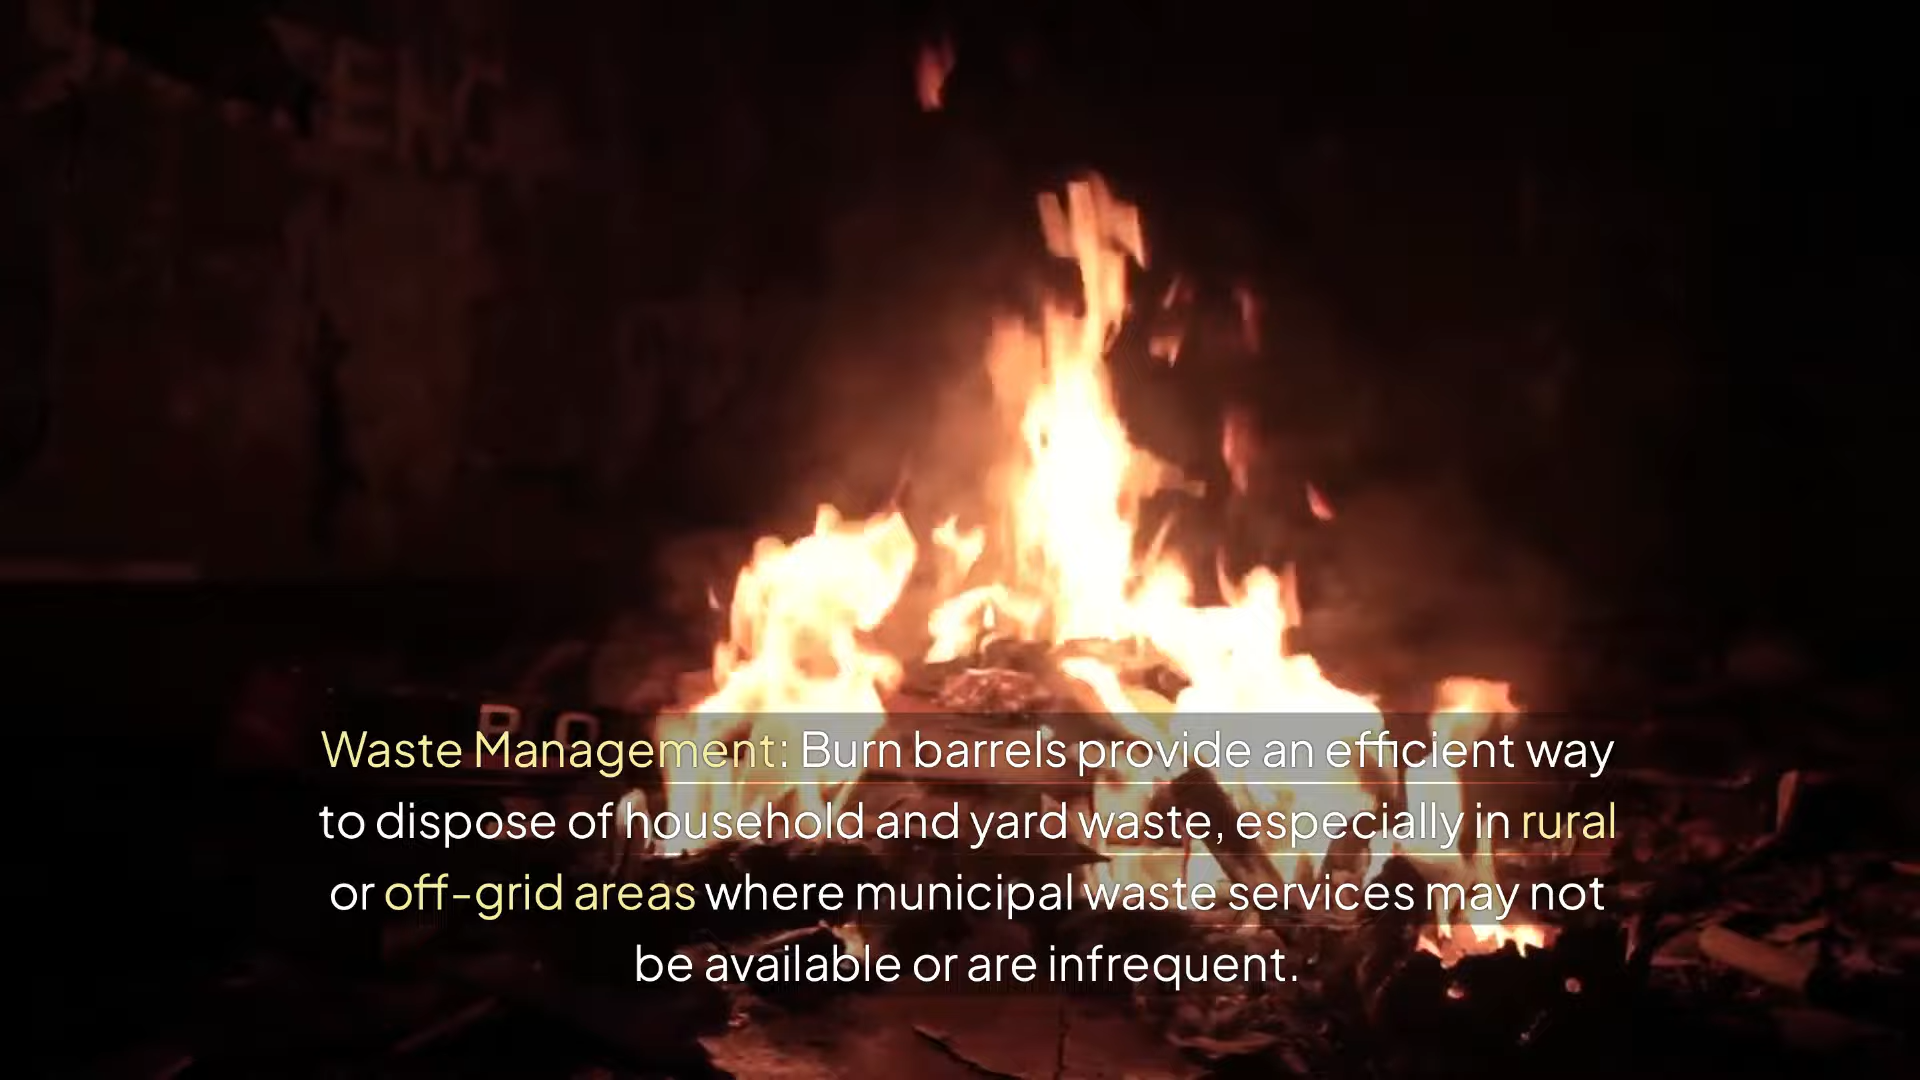 Waste Management: Burn barrels provide an efficient way
to dispose of household and yard waste, especially in rural
or off-grid areas where municipal waste services may not
be available or are infrequent.